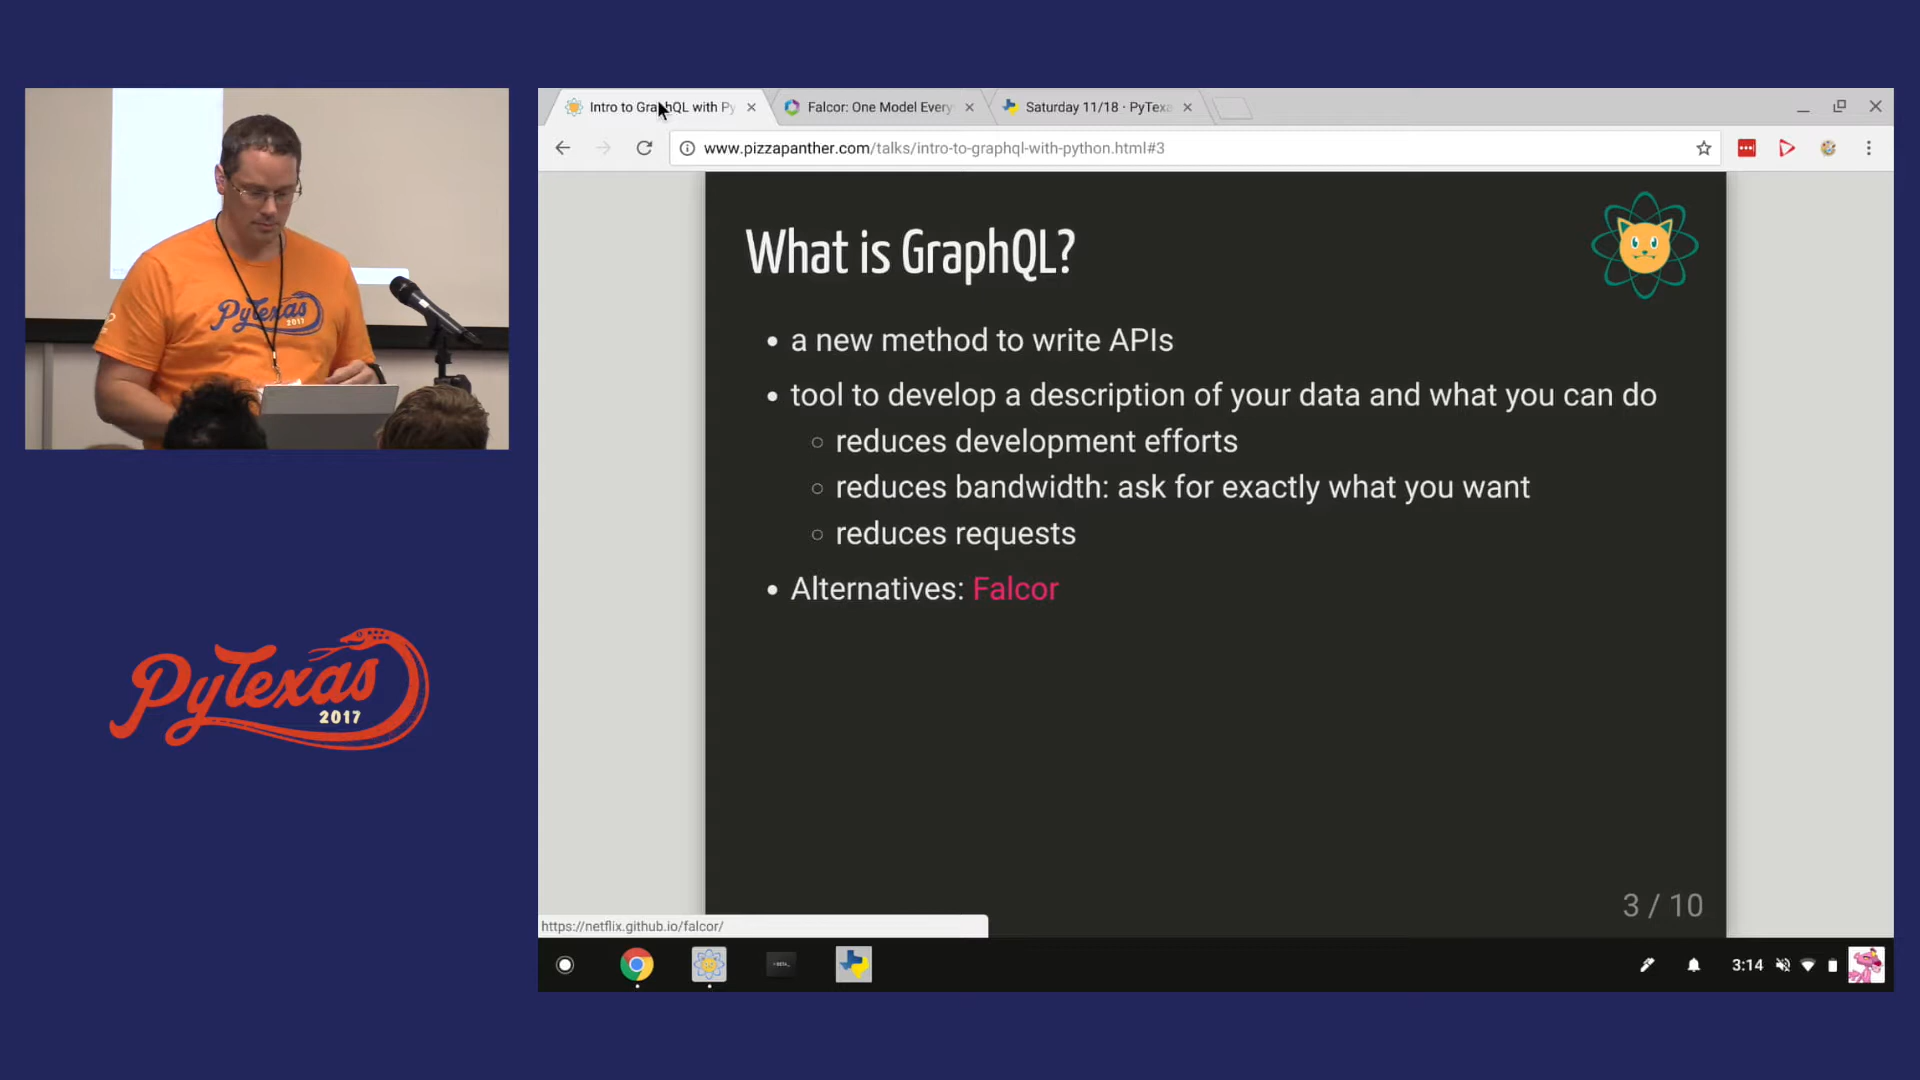 PyTexas
2017
PyTexas
2017
Intro to GraphQL with Py
Falcor: One Model Every
Saturday 11/18 · PyTexa
www.pizzapanther.com/talks/intro-to-graphql-with-python.html#3
What is GraphQL?
a new method to write APIs
tool to develop a description of your data and what you can do
reduces development efforts
reduces bandwidth: ask for exactly what you want
reduces requests
Alternatives: Falcor
3 / 10
https://netflix.github.io/falcor/
3:14